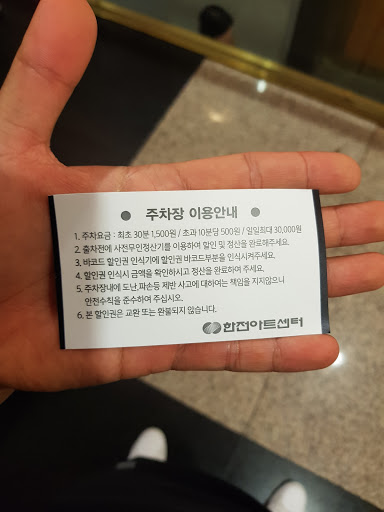 ● 주차장 이용안내 ●
1. 주차요금 : 최초 30분 1,500원 / 초과 10분당 500원 / 일일최대 30,000원
2. 출차전에 사전무인정산기를 이용하여 할인 및 정산을 완료해주세요.
3. 바코드 할인권 인식기에 할인권 바코드부분을 인식시켜주세요.
4. 할인권 인식시 금액을 확인하시고 정산을 완료하여 주세요.
5. 주차장내에 도난,파손등 제반 사고에 대하여는 책임을 지지않으니
안전수칙을 준수하여 주십시오.
6. 본 할인권은 교환 또는 환불되지 않습니다.
한전아트센터